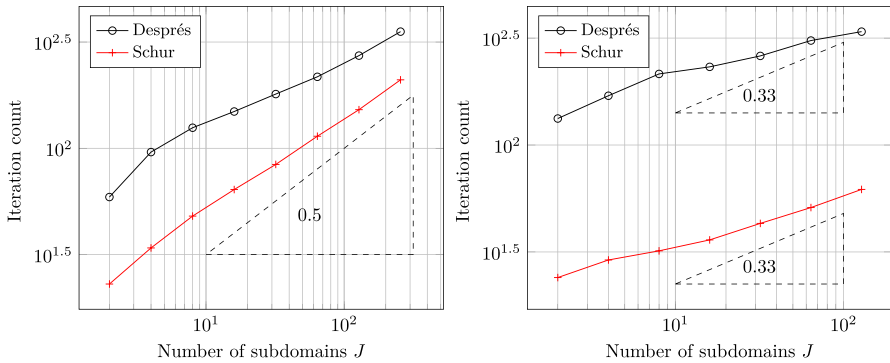 Després
Schur
10^2.5
10^2
10^1.5
Iteration count
0.5
10^1
10^2
Number of subdomains J
Després
Schur
10^2.5
10^2
10^1.5
Iteration count
0.33
0.33
10^1
10^2
Number of subdomains J